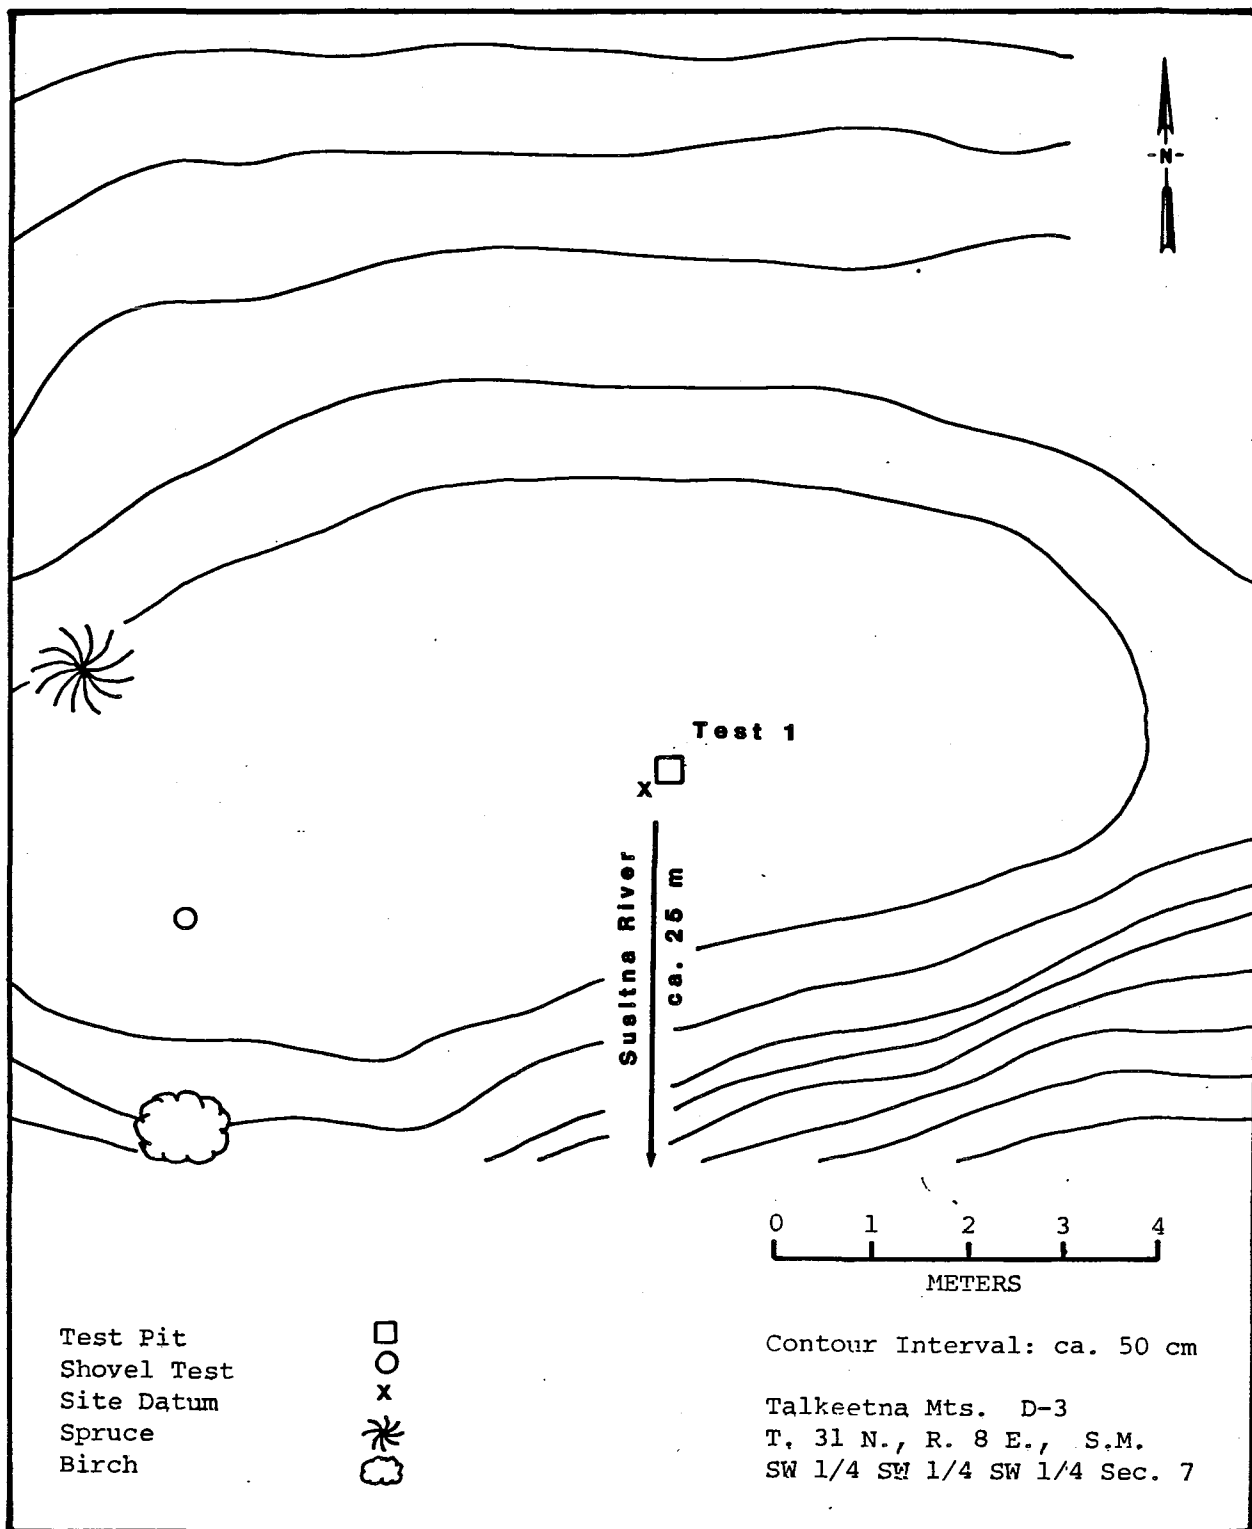 -N-
Test 1
x
Susitna River
ca. 25 m
0 1 2 3 4
METERS
Test Pit
Shovel Test
Site Datum x
Spruce
Birch
Contour Interval: ca. 50 cm
Talkeetna Mts. D-3
T. 31 N., R. 8 E., S.M.
SW 1/4 SW 1/4 SW 1/4 Sec. 7